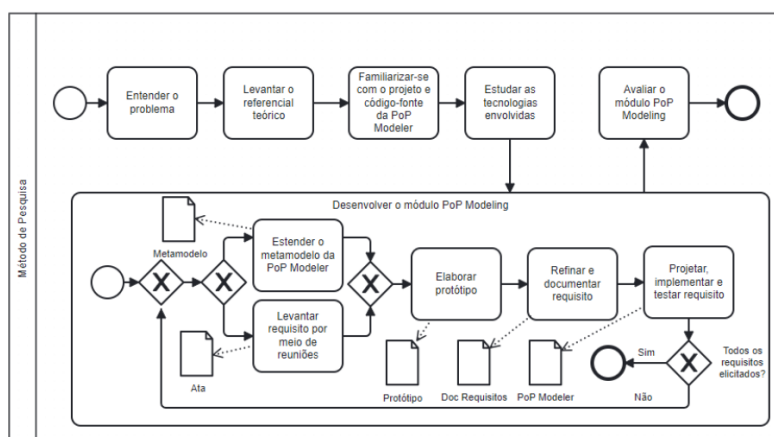 Método de Pesquisa
Entender o
problema
Levantar o
referencial
teórico
Familiarizar-se
com o projeto e
código-fonte
da PoP
Modeler
Estudar as
tecnologias
envolvidas
Avaliar o
módulo PoP
Modeling
Desenvolver o módulo PoP Modeling
Metamodelo
Estender o
metamodelo da
PoP Modeler
Levantar
requisito por
meio de
reuniões
Ata
Elaborar
protótipo
Refinar e
documentar
requisito
Projetar,
implementar e
testar requisito
Protótipo
Doc Requisitos
PoP Modeler
Sim
Todos os
requisitos
elicitados?
Não